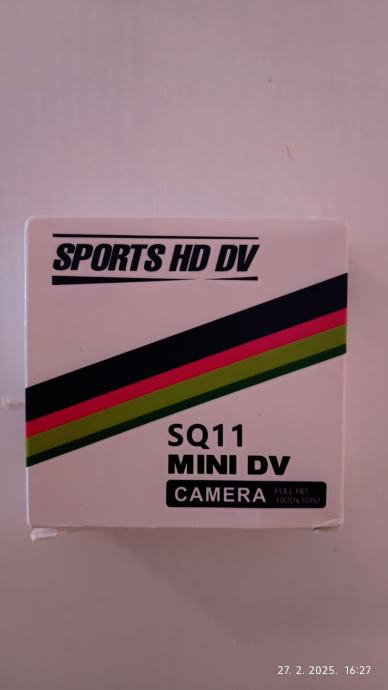 SPORTS HD DV
SQ11
MINI DV
CAMERA FULL HD
1920x1080
27. 2. 2025. 16:27